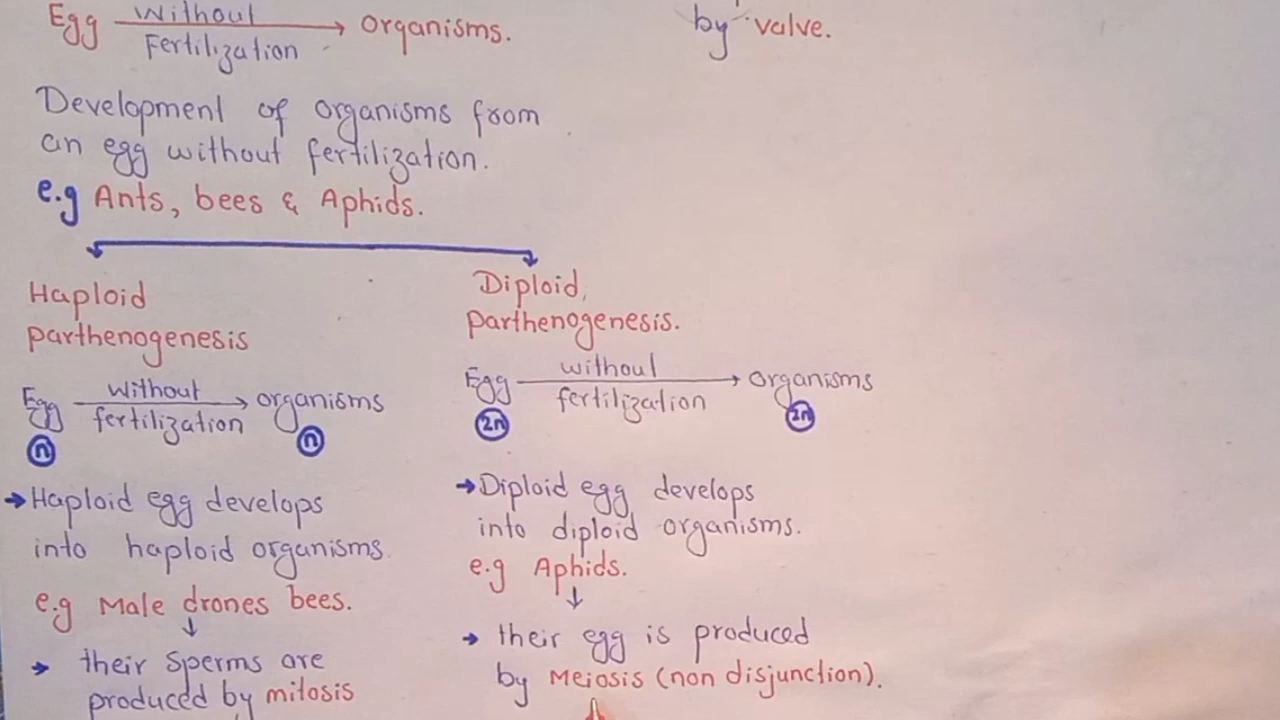 Egg Without Fertilization → organisms.
by valve.
Development of organisms from
an egg without fertilization.
e.g Ants, bees & Aphids.
Haploid
parthenogenesis
Egg without fertilization → organisms
n n
→ Haploid egg develops
into haploid organisms.
e.g Male drones bees.
↓
→ their sperms are
produced by mitosis
Diploid
parthenogenesis.
Egg without fertilization → organisms
2n 2n
→ Diploid egg develops
into diploid organisms.
e.g Aphids.
↓
→ their egg is produced
by Meiosis (non disjunction).